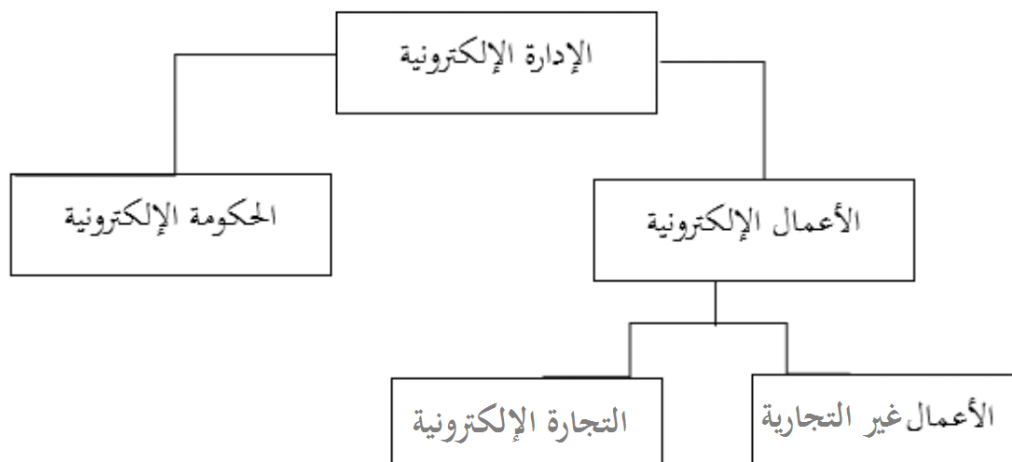 الإدارة الإلكترونية
الأعمال الإلكترونية
الحكومة الإلكترونية
الأعمال غير التجارية
التجارة الإلكترونية